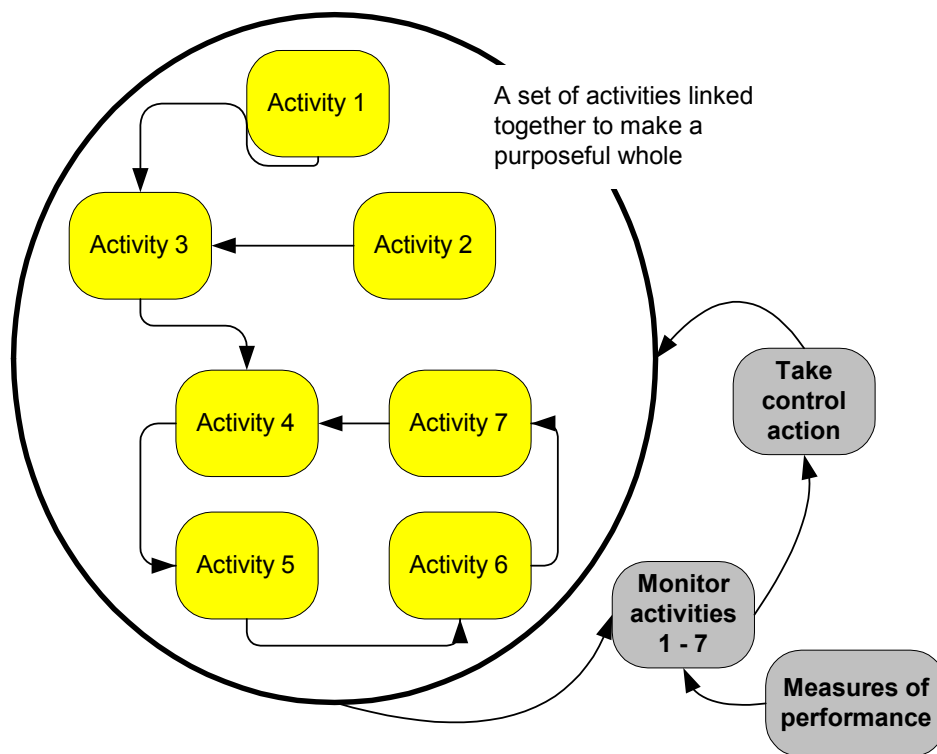 Activity 1
A set of activities linked
together to make a
purposeful whole
Activity 3
Activity 2
Activity 4
Activity 7
Take
control
action
Activity 5
Activity 6
Monitor
activities
1 - 7
Measures of
performance